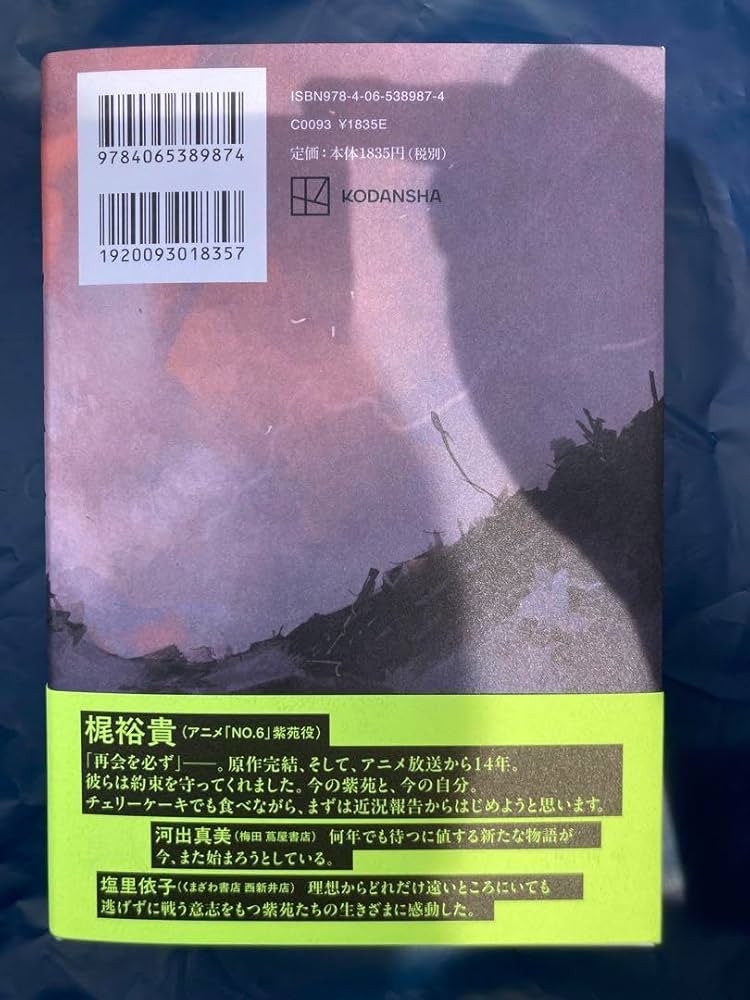 9784065389874
1920093018357
ISBN978-4-06-538987-4
C0093 ¥1835E
定価：本体1835円（税別）
KODANSHA
梶裕貴（アニメ「NO.6」紫苑役）
「再会を必ず」――。原作完結、そして、アニメ放送から14年。
彼らは約束を守ってくれました。今の紫苑と、今の自分。
チェリーケーキでも食べながら、まずは近況報告からはじめようと思います。
河出真美（梅田 蔦屋書店） 何年でも待つに値する新たな物語が
今、また始まろうとしている。
塩里依子（くまざわ書店 西新井店） 理想からどれだけ遠いところにいても
逃げずに戦う意志をもつ紫苑たちの生きざまに感動した。